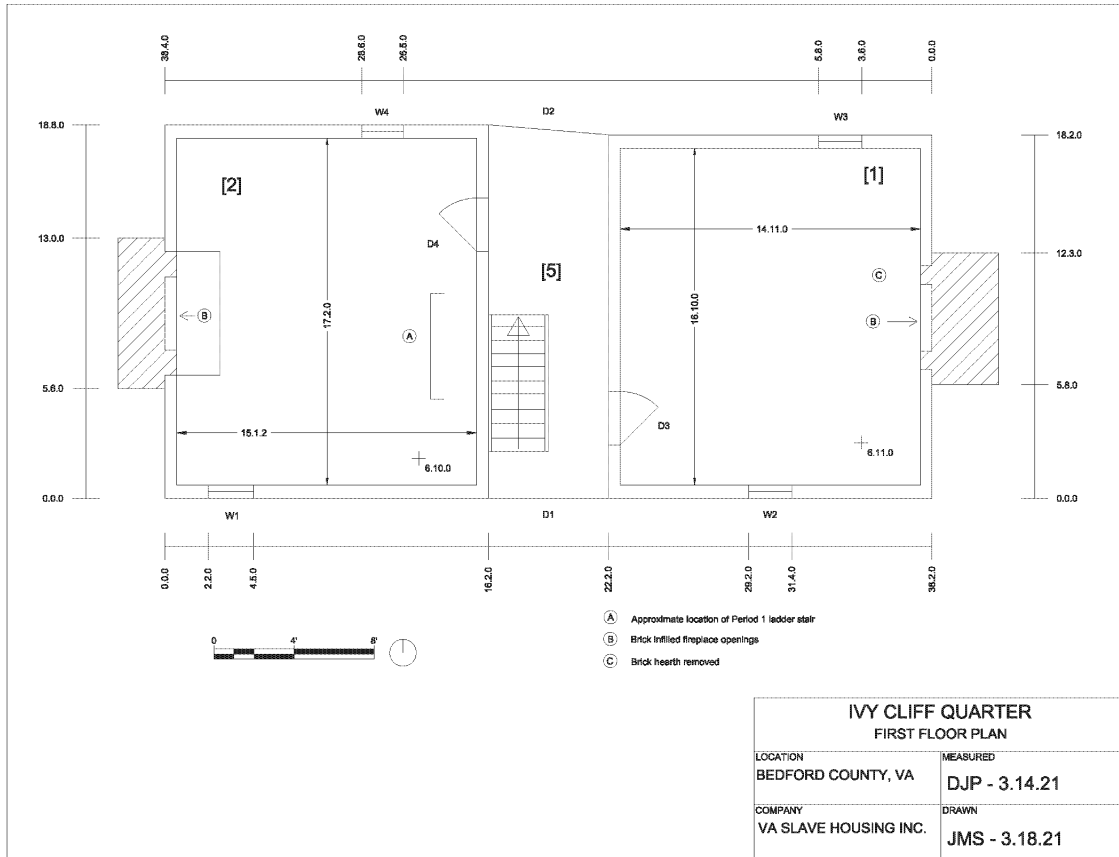 38.4.0
28.6.0
26.5.0
5.8.0
3.6.0
0.0.0
W4
D2
W3
18.8.0
18.2.0
[2]
[1]
D4
14.11.0
13.0.0
[5]
12.3.0
C
B
17.2.0
16.10.0
B
A
5.6.0
5.8.0
15.1.2
D3
6.10.0
6.11.0
0.0.0
0.0.0
W1
D1
W2
0.0.0
2.2.0
4.5.0
16.2.0
22.2.0
29.2.0
31.4.0
38.2.0
A Approximate location of Period 1 ladder stair
B Brick infilled fireplace openings
C Brick hearth removed
0 4' 8'
IVY CLIFF QUARTER
FIRST FLOOR PLAN
LOCATION
BEDFORD COUNTY, VA
MEASURED
DJP - 3.14.21
COMPANY
VA SLAVE HOUSING INC.
DRAWN
JMS - 3.18.21